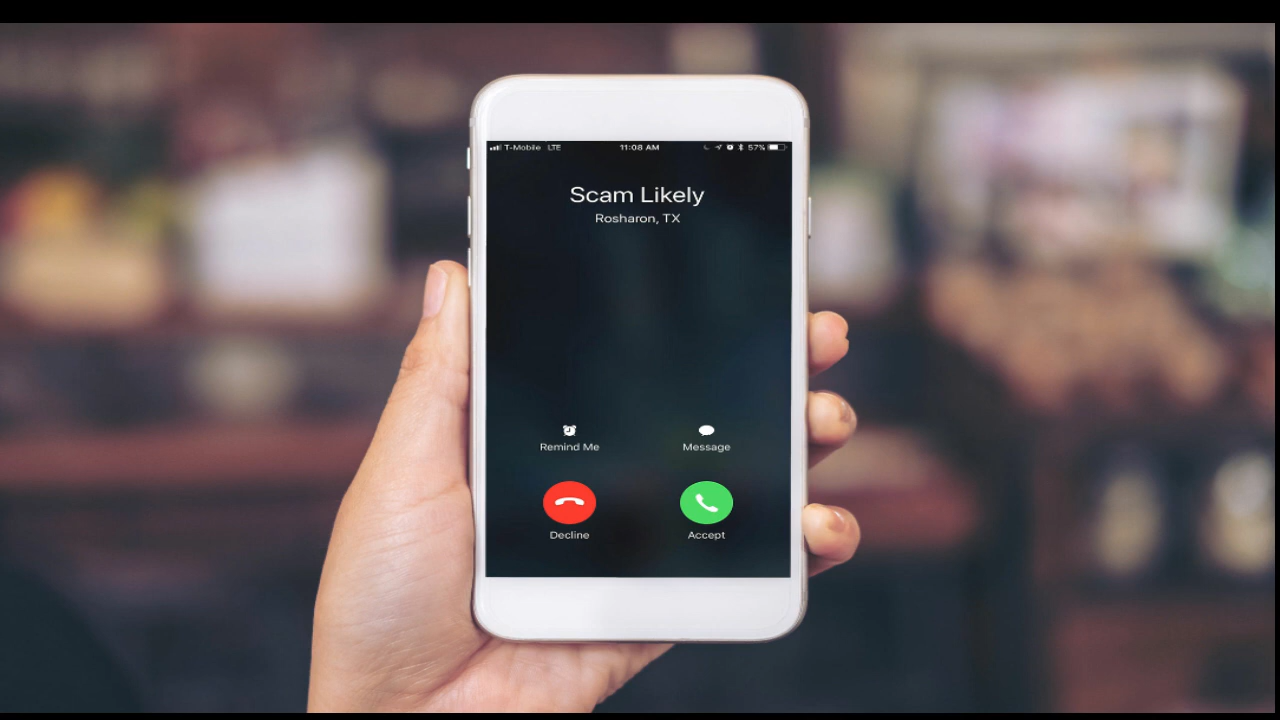 T-Mobile LTE 11:08 AM 57%
Scam Likely
Rosharon, TX
Remind Me Message
Decline Accept